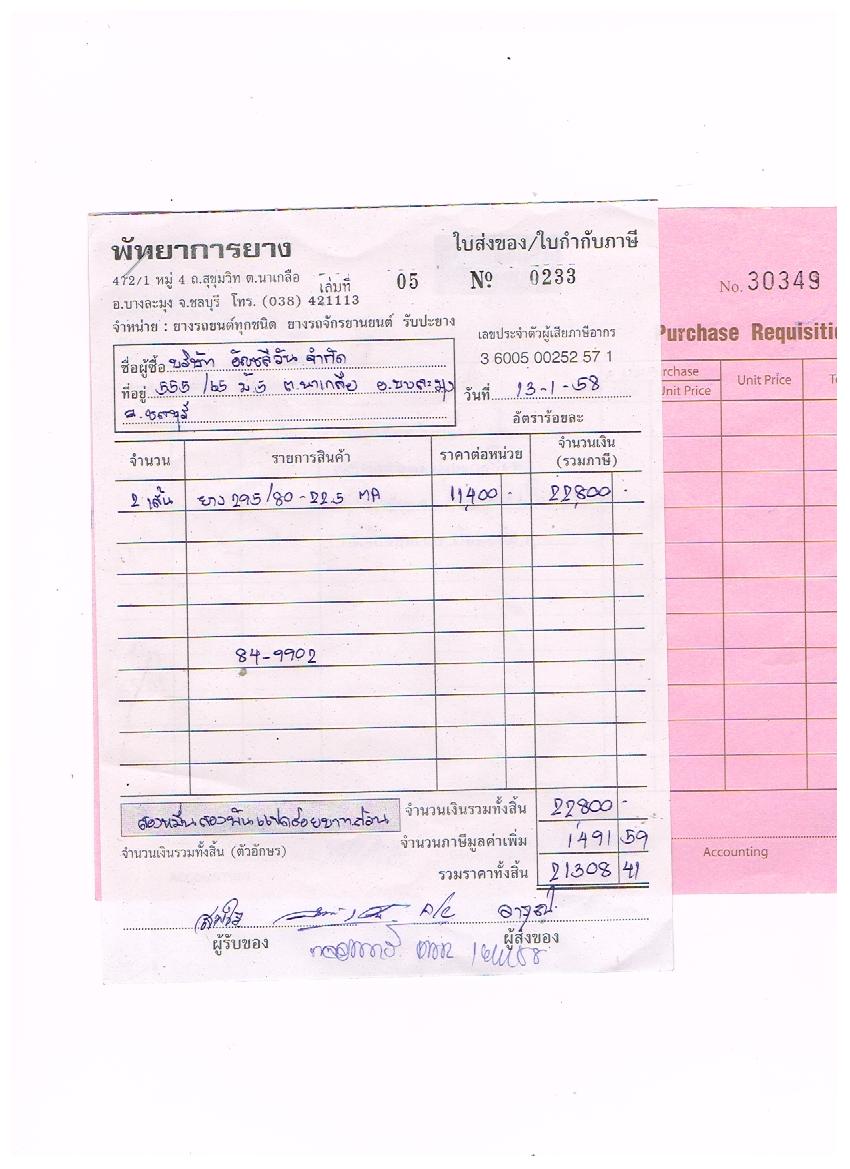 พัทยาการยาง
ใบส่งของ/ใบกำกับภาษี
472/1 หมู่ 4 ถ.สุขุมวิท ต.นาเกลือ
เล่มที่ 05 Nº 0233
อ.บางละมุง จ.ชลบุรี โทร. (038) 421113
จำหน่าย : ยางรถยนต์ทุกชนิด ยางรถจักรยานยนต์ รับปะยาง
เลขประจำตัวผู้เสียภาษีอากร
3 6005 00252 57 1
ชื่อผู้ซื้อ บริษัท อัญชลีวัน จำกัด
ที่อยู่ 555/65 ม.5 ต.นาเกลือ อ.บางละมุง
จ.ชลบุรี
วันที่ 13-1-58
อัตราร้อยละ
จำนวน รายการสินค้า ราคาต่อหน่วย จำนวนเงิน (รวมภาษี)
2 เส้น ยาง 295/80-22.5 MA 11400 - 22800 -
84-9902
สองหมื่นสองพันแปดร้อยบาทถ้วน
จำนวนเงินรวมทั้งสิ้น 22800 -
จำนวนภาษีมูลค่าเพิ่ม 1491 59
จำนวนเงินรวมทั้งสิ้น (ตัวอักษร)
รวมราคาทั้งสิ้น 21308 41
A/C
ผู้รับของ ผู้ส่งของ
No. 30349
Purchase Requisitio
rchase
Unit Price
Unit Price
Accounting